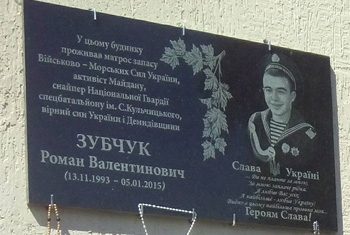 У цьому будинку
проживав матрос запасу
Військово – Морських Сил України,
активіст Майдану,
снайпер Національної Гвардії
спецбатальйону ім. С.Кульчицького,
вірний син України і Демидівщини
ЗУБЧУК
Роман Валентинович
(13.11.1993 – 05.01.2015)
Слава Україні
Героям Слава!